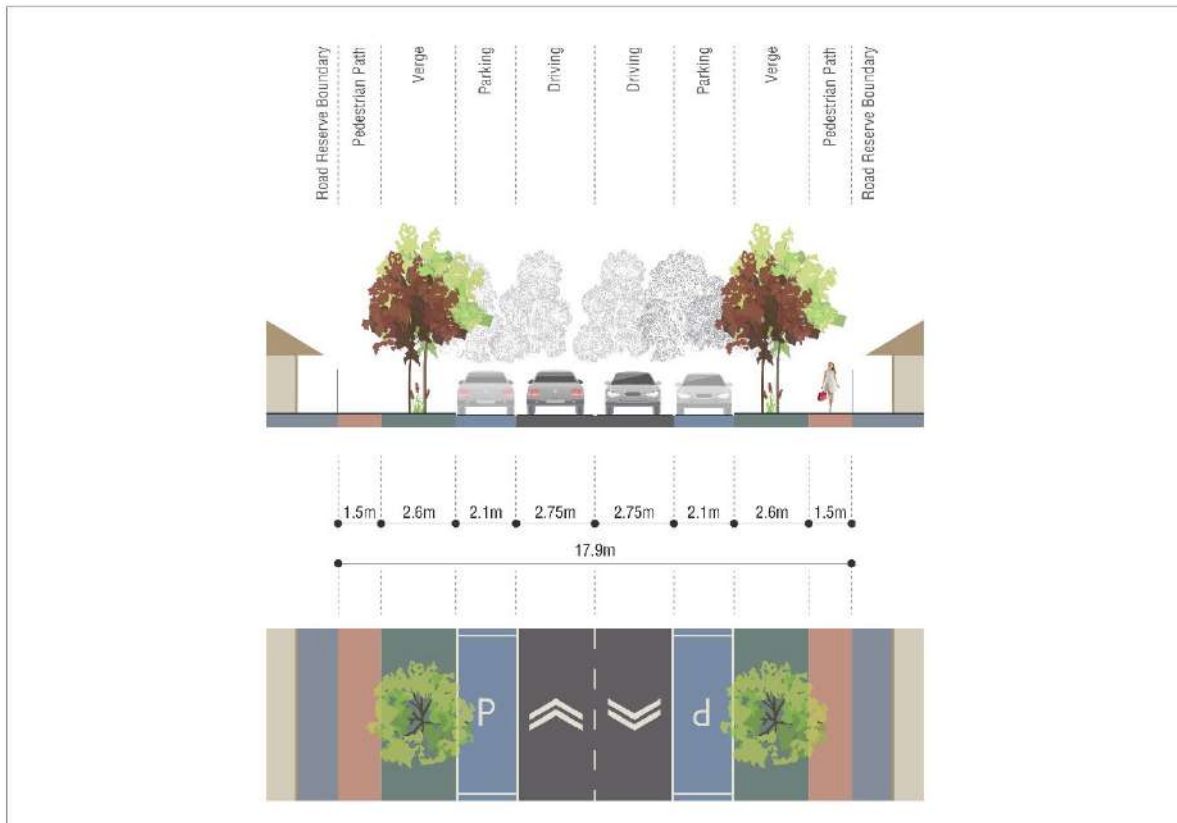 Road Reserve Boundary
Pedestrian Path
Verge
Parking
Driving
Driving
Parking
Verge
Pedestrian Path
Road Reserve Boundary
1.5m 2.6m 2.1m 2.75m 2.75m 2.1m 2.6m 1.5m
17.9m
P P